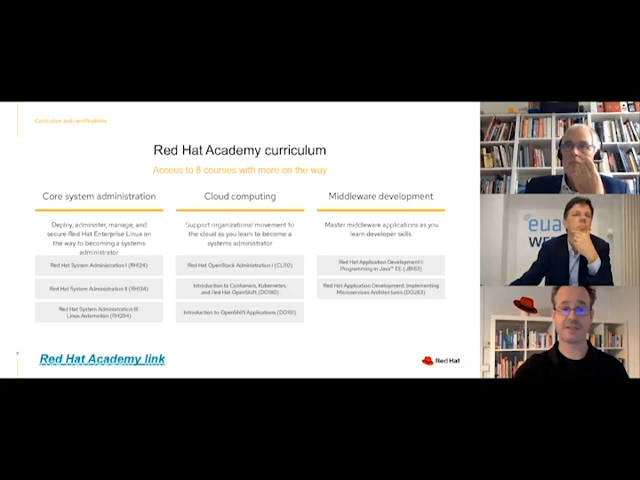 Curriculum and certifications
Red Hat Academy curriculum
Access to 8 courses with more on the way
Core system administration
Deploy, administer, manage, and
secure Red Hat Enterprise Linux on
the way to becoming a systems
administrator
Red Hat System Administration I (RH124)
Red Hat System Administration II (RH134)
Red Hat System Administration III:
Linux Automation (RH294)
Cloud computing
Support organizational movement to
the cloud as you learn to become a
systems administrator
Red Hat OpenStack Administration I (CL110)
Introduction to Containers, Kubernetes,
and Red Hat OpenShift (DO180)
Introduction to OpenShift Applications (DO101)
Middleware development
Master middleware applications as you
learn developer skills
Red Hat Application Development I:
Programming in Java™ EE (JB183)
Red Hat Application Development: Implementing
Microservices Architectures (DO283)
Red Hat Academy link
Red Hat
eua
WE